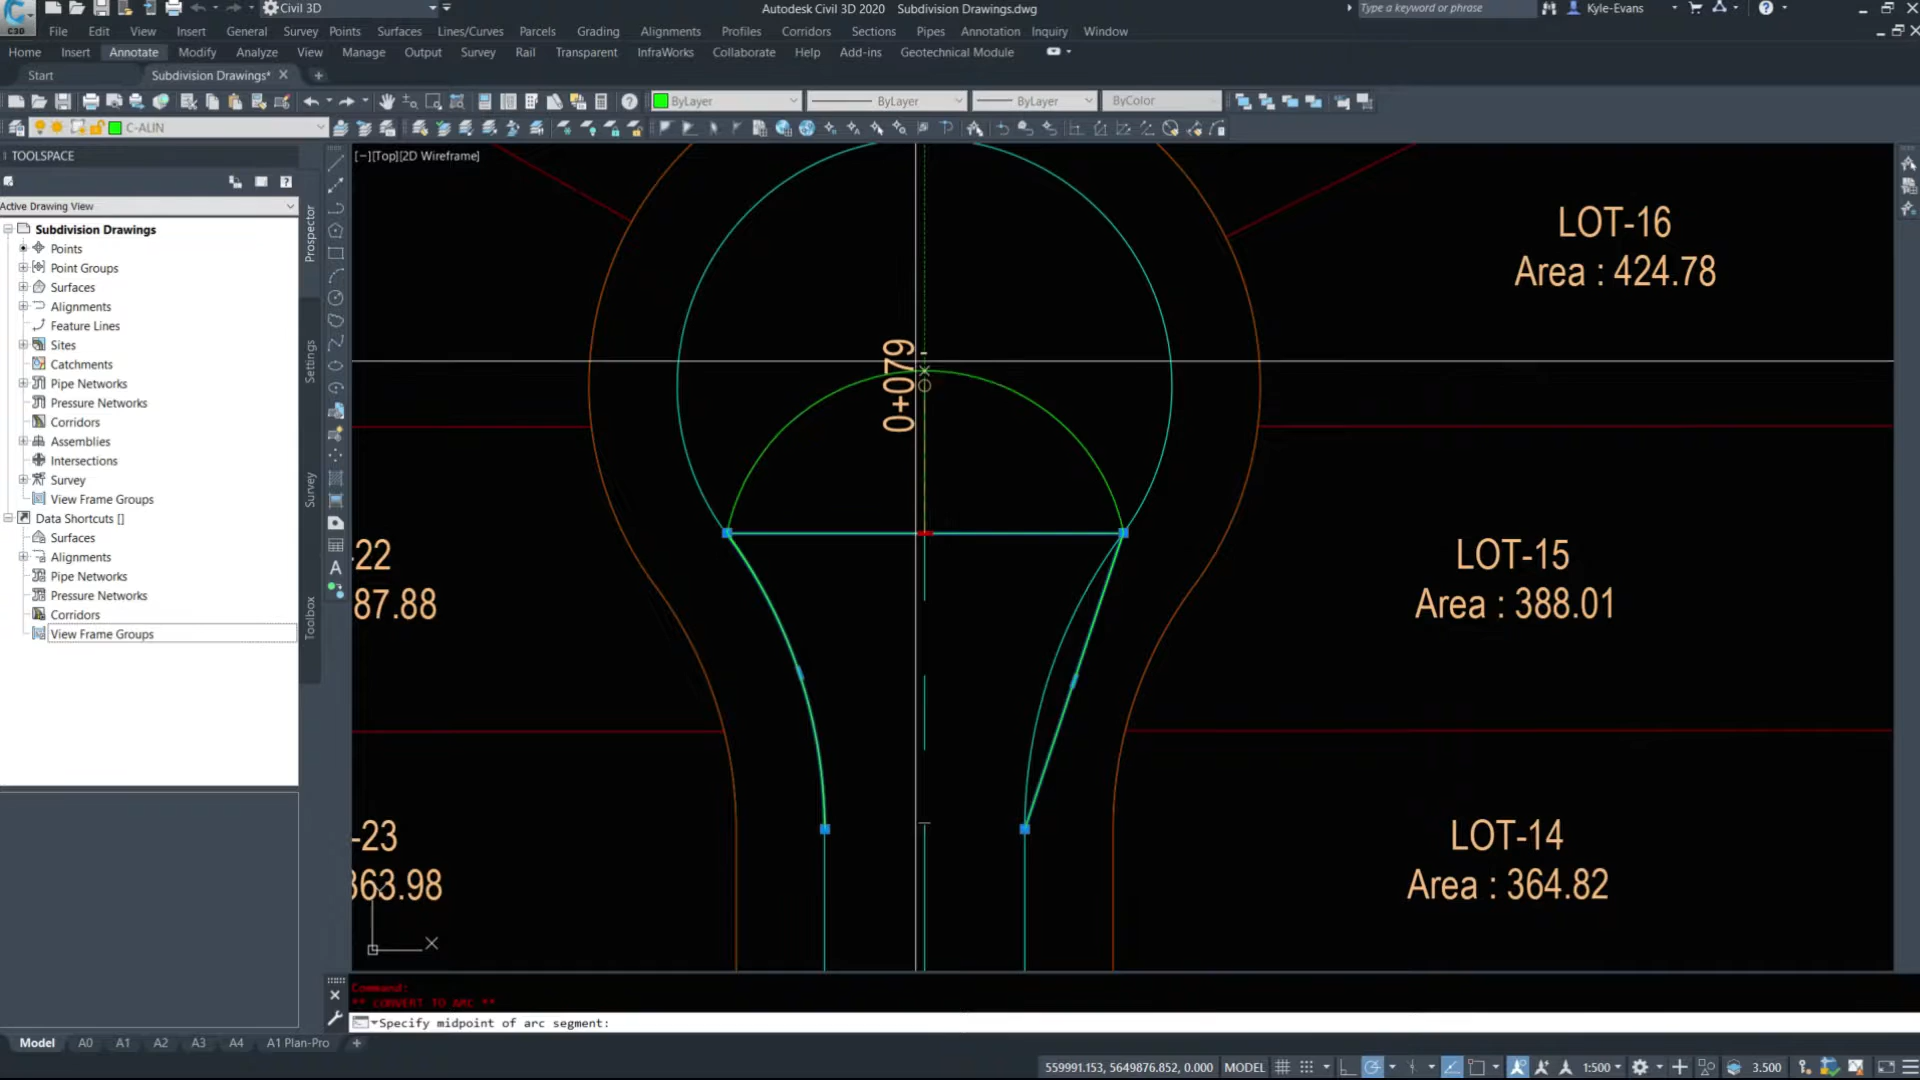 Civil 3D
Autodesk Civil 3D 2020 Subdivision Drawings.dwg
Type a keyword or phrase
Kyle-Evans
C3D
File Edit View Insert General Survey Points Surfaces Lines/Curves Parcels Grading Alignments Profiles Corridors Sections Pipes Annotation Inquiry Window
Home Insert Annotate Modify Analyze View Manage Output Survey Rail Transparent InfraWorks Collaborate Help Add-ins Geotechnical Module
Start
Subdivision Drawings*
ByLayer
ByLayer
ByLayer
ByColor
C-ALIN
TOOLSPACE
[−][Top][2D Wireframe]
Active Drawing View
Prospector
Settings
Survey
Toolbox
Subdivision Drawings
Points
Point Groups
Surfaces
Alignments
Feature Lines
Sites
Catchments
Pipe Networks
Pressure Networks
Corridors
Assemblies
Intersections
Survey
View Frame Groups
Data Shortcuts []
Surfaces
Alignments
Pipe Networks
Pressure Networks
Corridors
View Frame Groups
LOT-16
Area : 424.78
0+079
LOT-15
Area : 388.01
-22
87.88
LOT-14
Area : 364.82
-23
363.98
X
Command:
** CONVERT TO ARC **
Specify midpoint of arc segment:
Model A0 A1 A2 A3 A4 A1 Plan-Pro
559991.153, 5649876.852, 0.000 MODEL 1:500 3.500